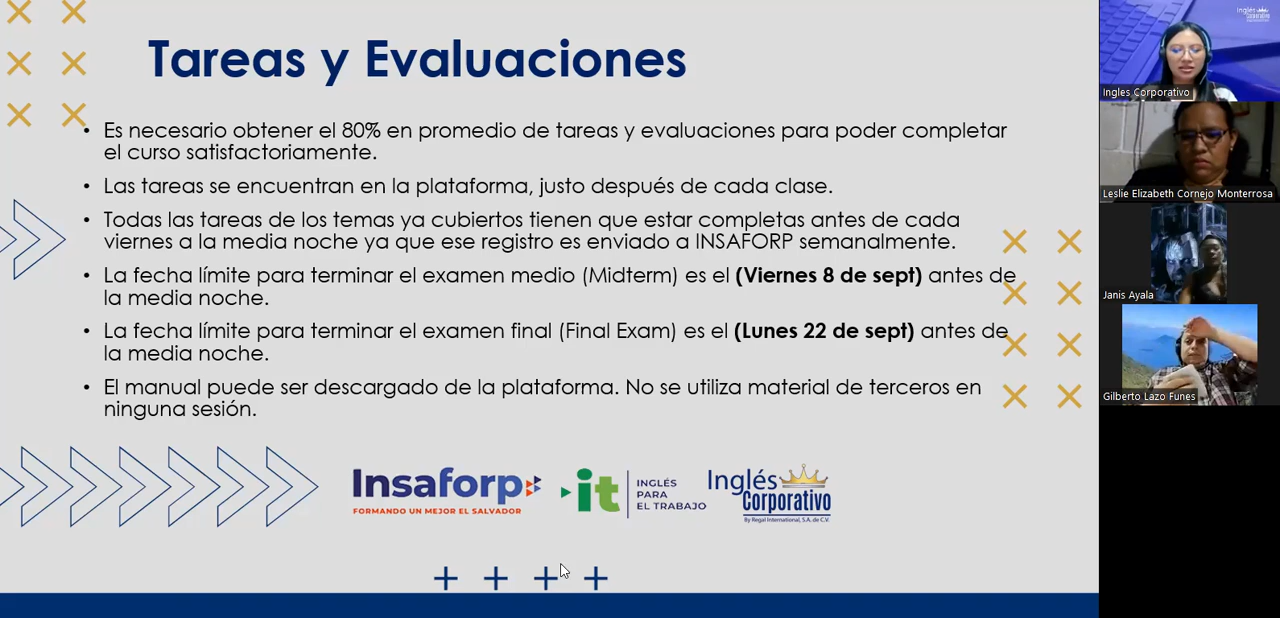 Tareas y Evaluaciones
• Es necesario obtener el 80% en promedio de tareas y evaluaciones para poder completar
el curso satisfactoriamente.
• Las tareas se encuentran en la plataforma, justo después de cada clase.
• Todas las tareas de los temas ya cubiertos tienen que estar completas antes de cada
viernes a la media noche ya que ese registro es enviado a INSAFORP semanalmente.
• La fecha límite para terminar el examen medio (Midterm) es el (Viernes 8 de sept) antes de
la media noche.
• La fecha límite para terminar el examen final (Final Exam) es el (Lunes 22 de sept) antes de
la media noche.
• El manual puede ser descargado de la plataforma. No se utiliza material de terceros en
ninguna sesión.
Insaforp
FORMANDO UN MEJOR EL SALVADOR
it
INGLÉS
PARA
EL TRABAJO
Inglés
Corporativo
By Regal International, S.A. de C.V.
Ingles Corporativo
Leslie Elizabeth Cornejo Monterrosa
Janis Ayala
Gilberto Lazo Funes